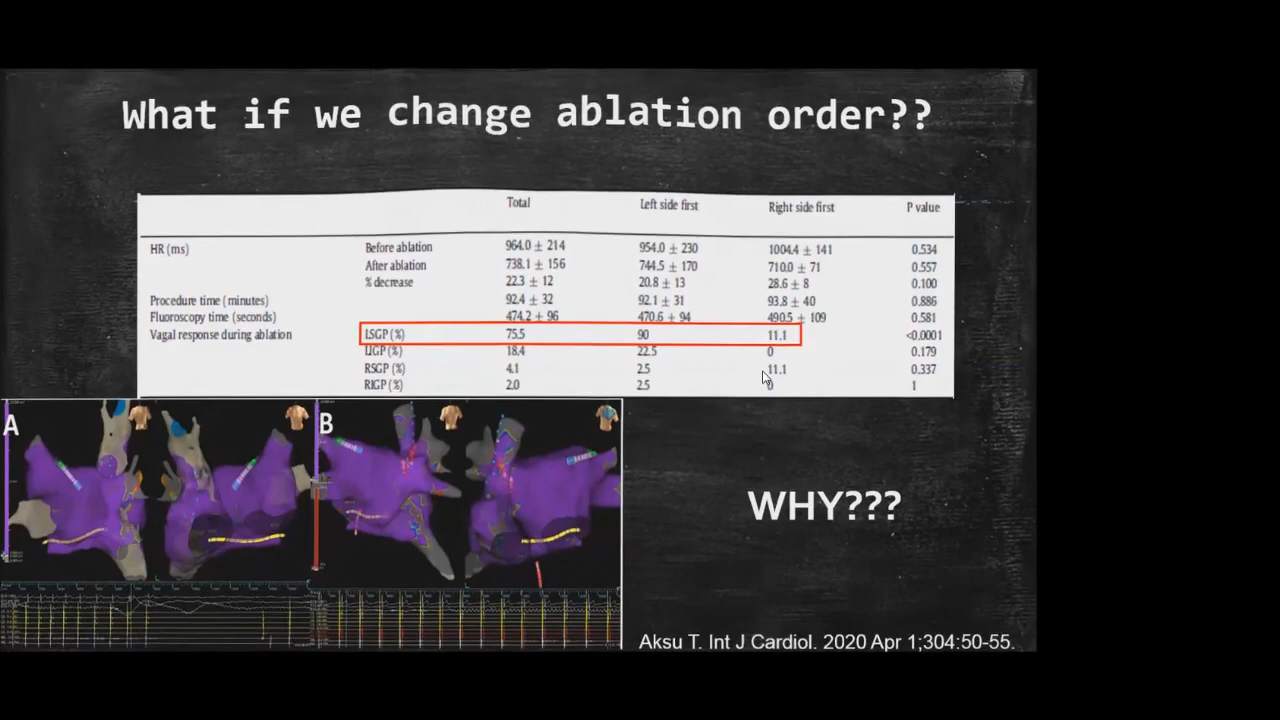 What if we change ablation order??
Total Left side first Right side first P value
HR (ms) Before ablation 964.0 ± 214 954.0 ± 230 1004.4 ± 141 0.534
After ablation 738.1 ± 156 744.5 ± 170 710.0 ± 71 0.557
% decrease 22.3 ± 12 20.8 ± 13 28.6 ± 8 0.100
Procedure time (minutes) 92.4 ± 32 92.1 ± 31 93.8 ± 40 0.886
Fluoroscopy time (seconds) 474.2 ± 96 470.6 ± 94 490.5 ± 109 0.581
Vagal response during ablation LSGP (%) 75.5 90 11.1 <0.0001
LIGP (%) 18.4 22.5 0 0.179
RSGP (%) 4.1 2.5 11.1 0.337
RIGP (%) 2.0 2.5 0 1
A
B
WHY???
Aksu T. Int J Cardiol. 2020 Apr 1;304:50-55.